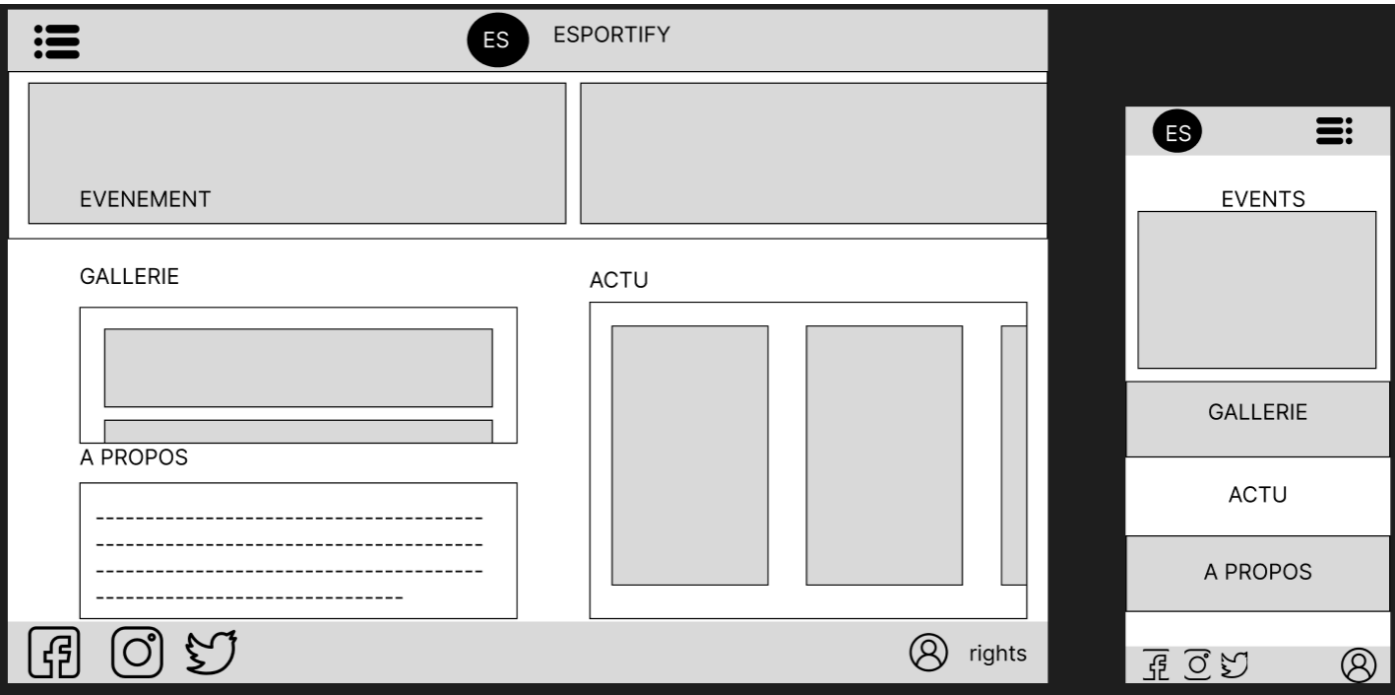 ES ESPORTIFY
EVENEMENT
GALLERIE
ACTU
A PROPOS
rights
ES
EVENTS
GALLERIE
ACTU
A PROPOS